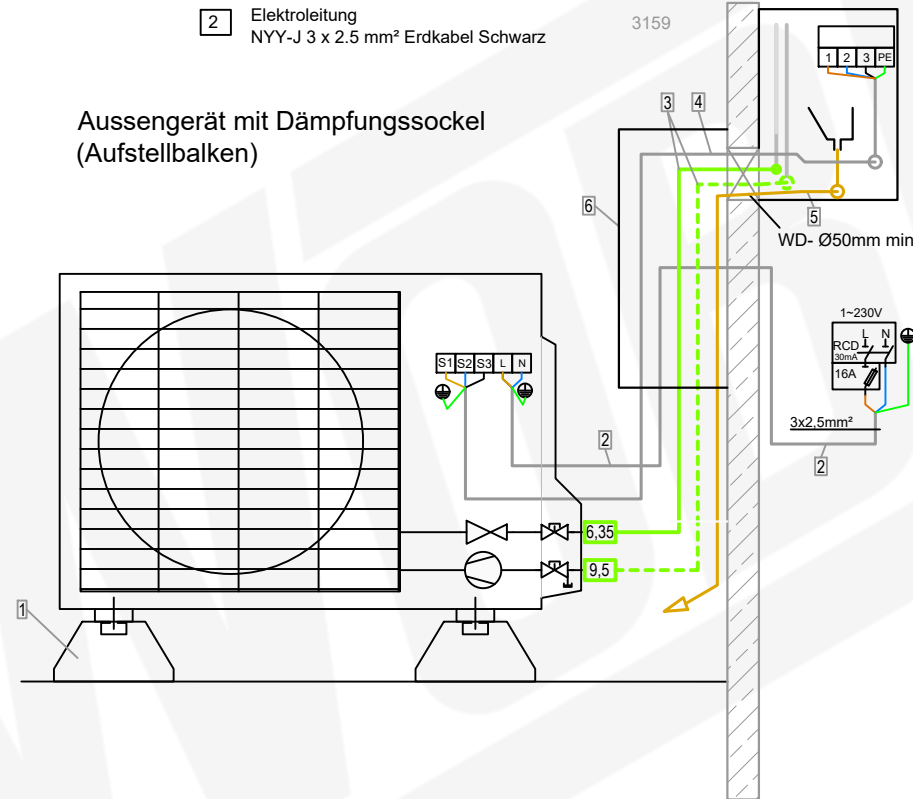 2 Elektroleitung
NYY-J 3 x 2.5 mm² Erdkabel Schwarz
3159
Aussengerät mit Dämpfungssockel
(Aufstellbalken)
1 2 3 PE
3 4
6
5
WD- Ø50mm min
1~230V
L N
RCD
30mA
16A
3x2,5mm²
2
S1 S2 S3 L N
2
6,35
9,5
1